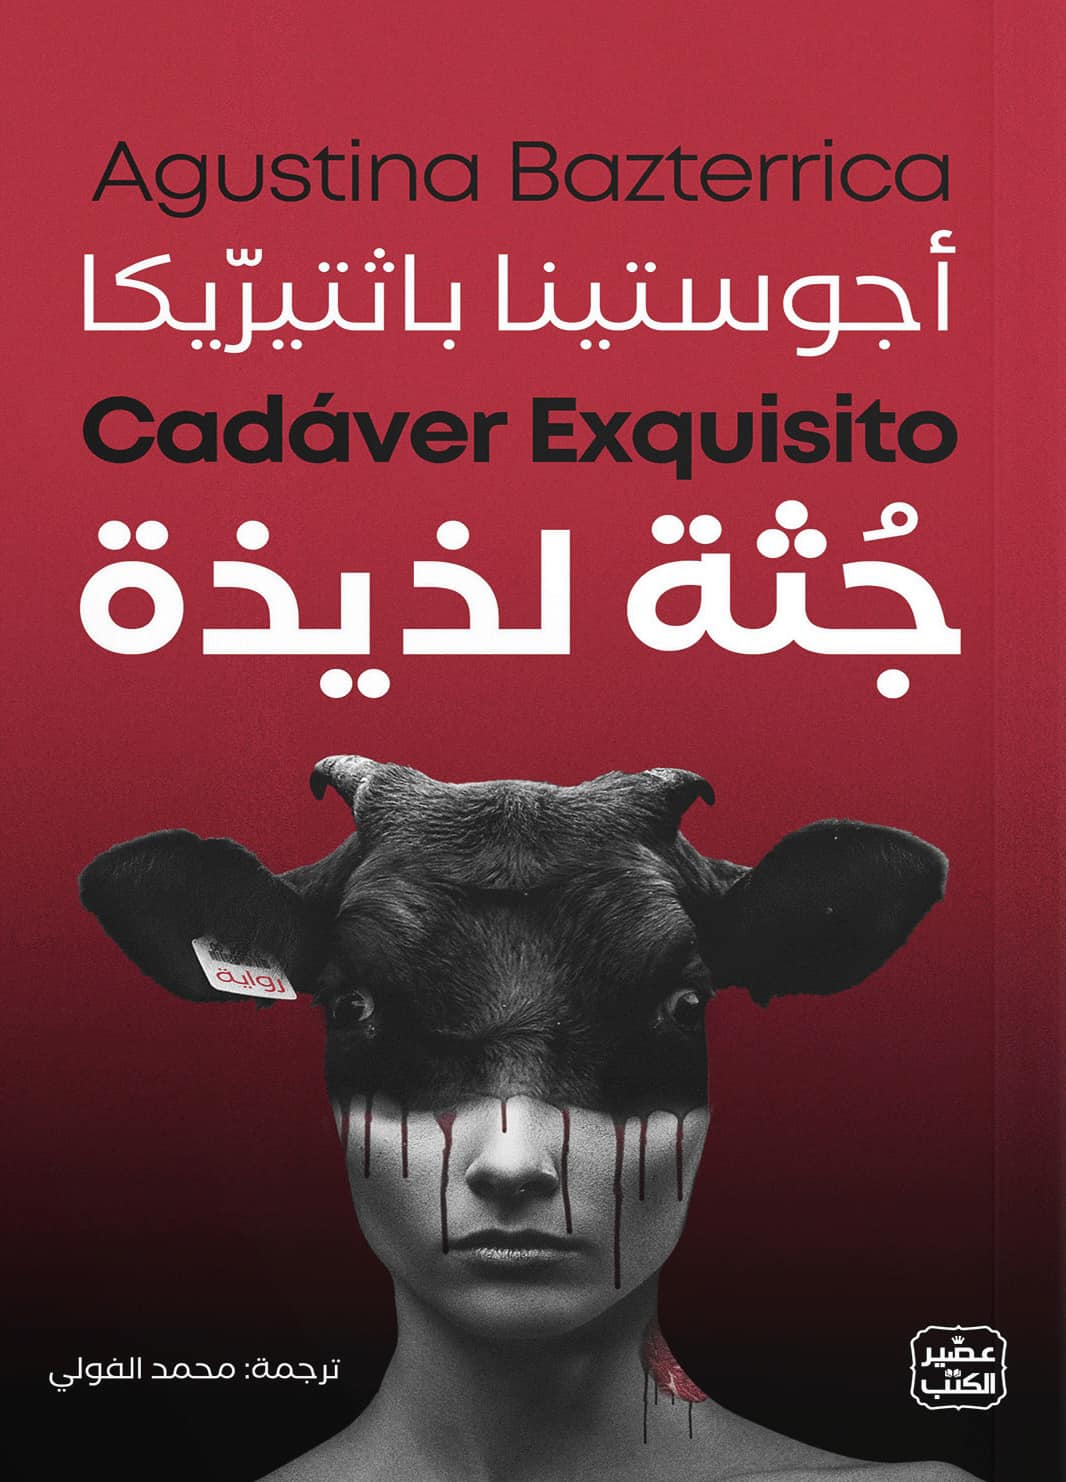 Agustina Bazterrica
أجوستينا باثتيرّيكا
Cadáver Exquisito
جُثة لذيذة
رواية
ترجمة: محمد الفولي
عصير
الكتب